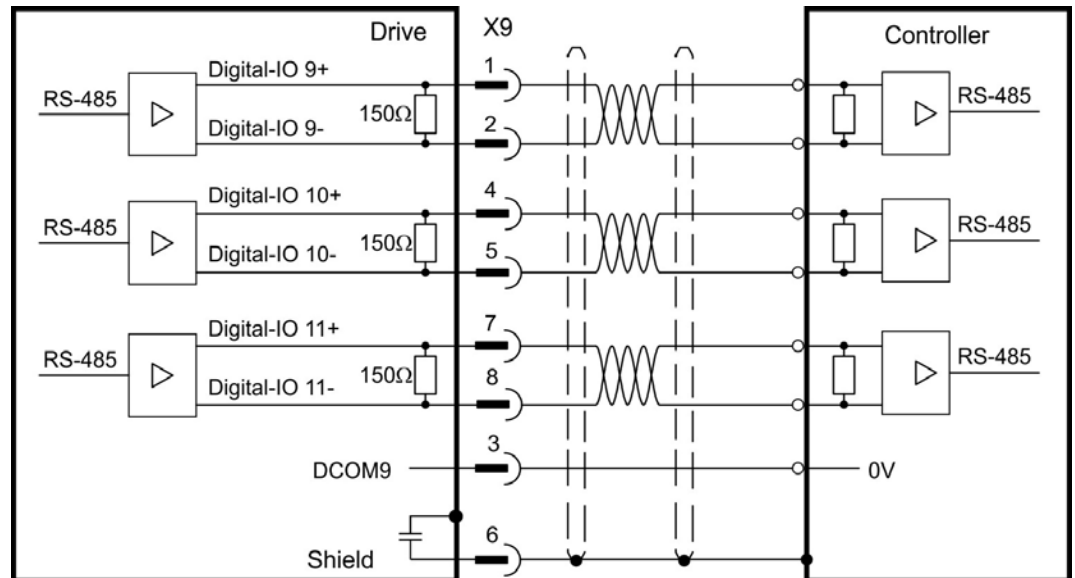 Drive X9 Controller
Digital-IO 9+ 1
RS-485 150Ω RS-485
Digital-IO 9- 2
Digital-IO 10+ 4
RS-485 150Ω RS-485
Digital-IO 10- 5
Digital-IO 11+ 7
RS-485 150Ω RS-485
Digital-IO 11- 8
3
DCOM9 0V
6
Shield